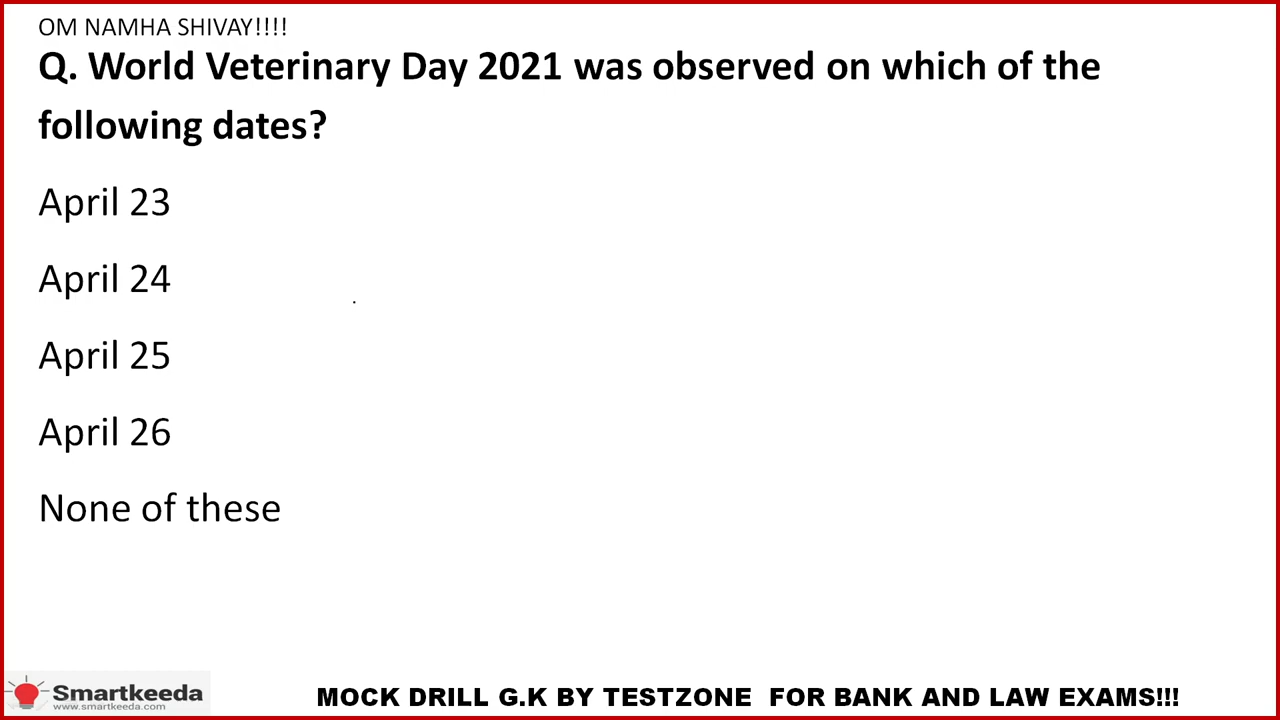 OM NAMHA SHIVAY!!!!
Q. World Veterinary Day 2021 was observed on which of the
following dates?
April 23
April 24
April 25
April 26
None of these
Smartkeeda
www.smartkeeda.com
MOCK DRILL G.K BY TESTZONE  FOR BANK AND LAW EXAMS!!!